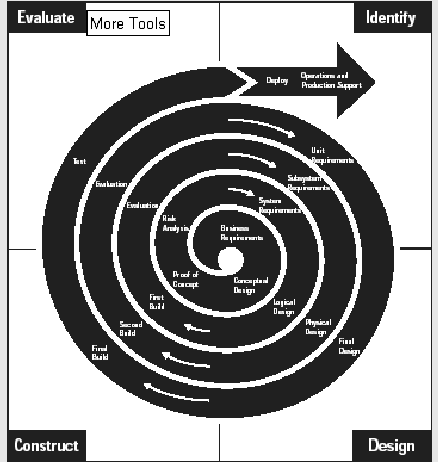 Evaluate
More Tools
Identify
Deploy
Operations and
Production Support
Test
Unit
Requirements
Evaluation
Subsystem
Requirements
Evaluation
System
Requirements
Risk
Analysis
Business
Requirements
Proof of
Concept
Conceptual
Design
First
Build
Logical
Design
Second
Build
Physical
Design
Final
Build
Final
Design
Construct
Design